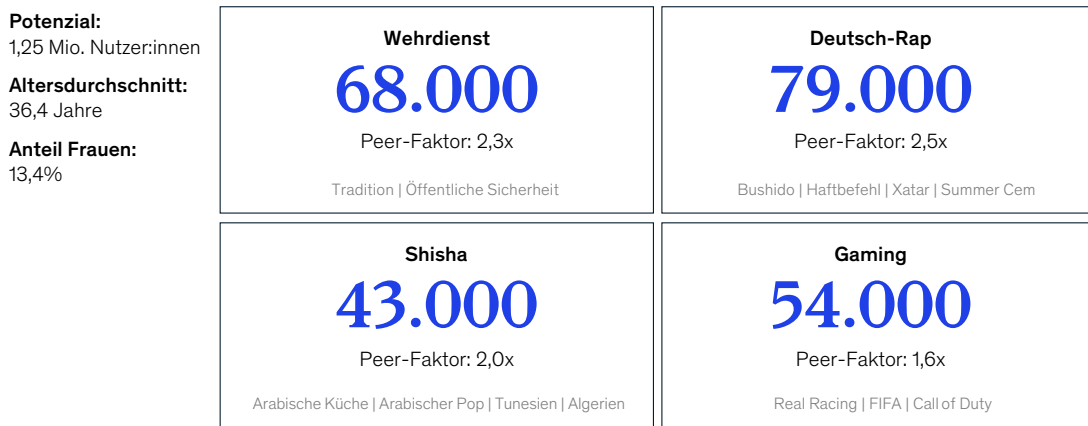 Potenzial:
1,25 Mio. Nutzer:innen
Altersdurchschnitt:
36,4 Jahre
Anteil Frauen:
13,4%
Wehrdienst
68.000
Peer-Faktor: 2,3x
Tradition | Öffentliche Sicherheit
Deutsch-Rap
79.000
Peer-Faktor: 2,5x
Bushido | Haftbefehl | Xatar | Summer Cem
Shisha
43.000
Peer-Faktor: 2,0x
Arabische Küche | Arabischer Pop | Tunesien | Algerien
Gaming
54.000
Peer-Faktor: 1,6x
Real Racing | FIFA | Call of Duty